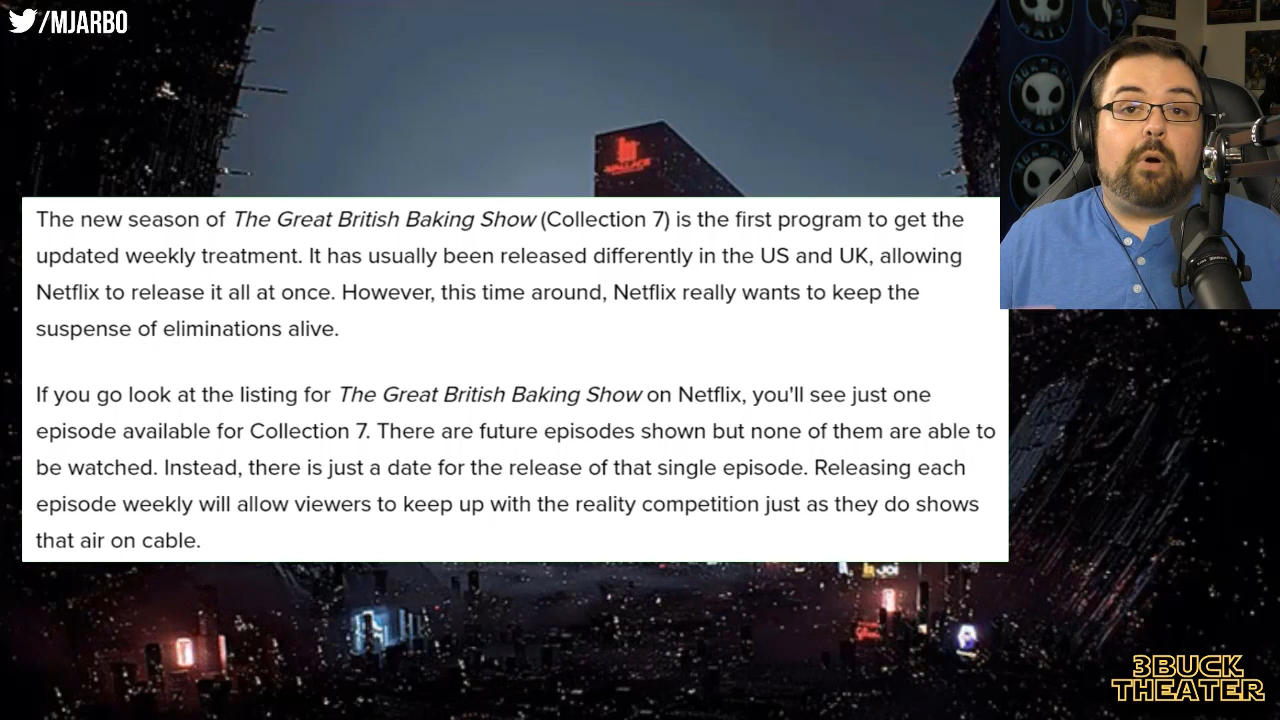 /MJARBO
The new season of The Great British Baking Show (Collection 7) is the first program to get the
updated weekly treatment. It has usually been released differently in the US and UK, allowing
Netflix to release it all at once. However, this time around, Netflix really wants to keep the
suspense of eliminations alive.
If you go look at the listing for The Great British Baking Show on Netflix, you'll see just one
episode available for Collection 7. There are future episodes shown but none of them are able to
be watched. Instead, there is just a date for the release of that single episode. Releasing each
episode weekly will allow viewers to keep up with the reality competition just as they do shows
that air on cable.
JOI
3BUCK
THEATER